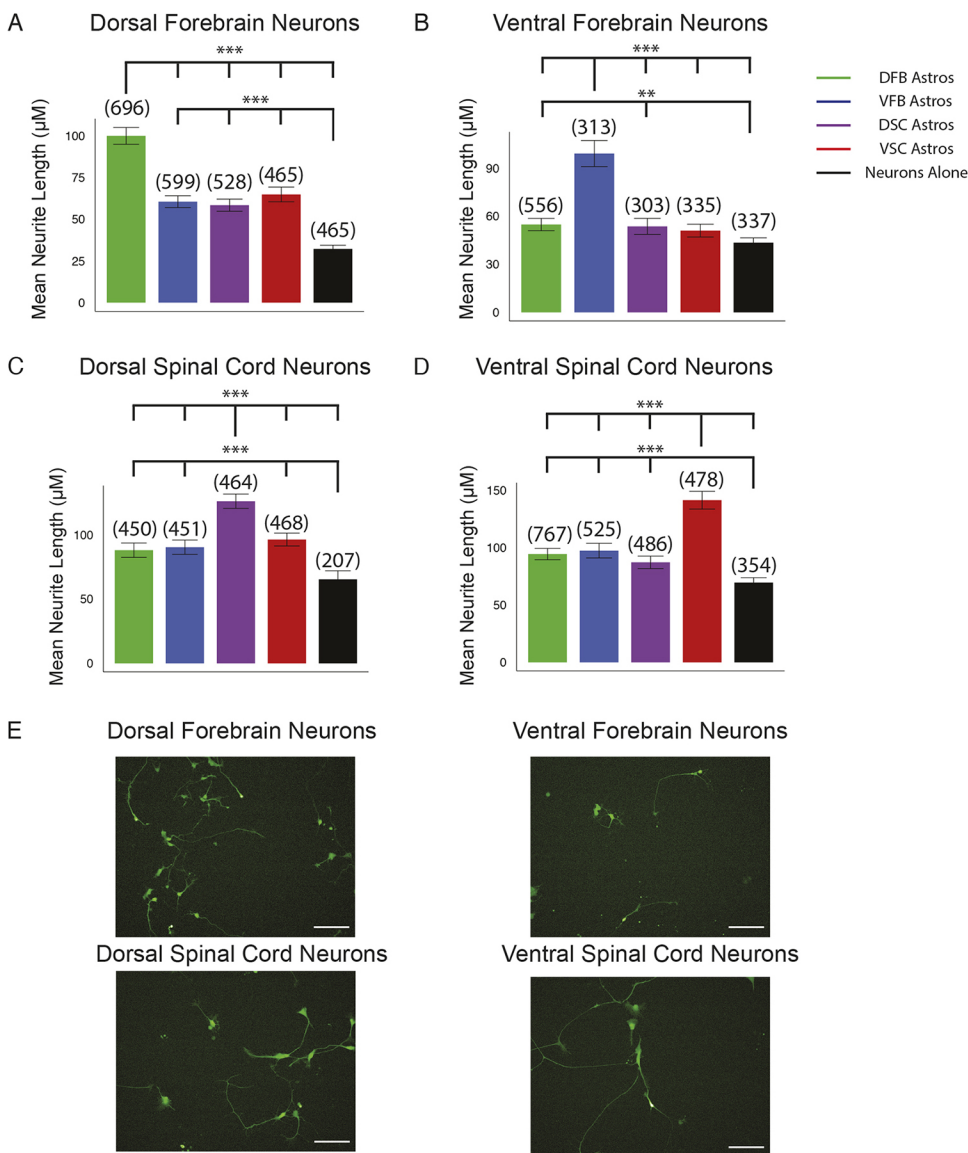 A
Dorsal Forebrain Neurons
***
(696)
***
(599)
(528)
(465)
(465)
100
75
50
25
0
Mean Neurite Length (µM)
B
Ventral Forebrain Neurons
***
**
(313)
(556)
(303)
(335)
(337)
90
60
30
0
Mean Neurite Length (µM)
DFB Astros
VFB Astros
DSC Astros
VSC Astros
Neurons Alone
C
Dorsal Spinal Cord Neurons
***
***
(464)
(450)
(451)
(468)
(207)
100
50
0
Mean Neurite Length (µM)
D
Ventral Spinal Cord Neurons
***
***
(478)
(767)
(525)
(486)
(354)
150
100
50
0
Mean Neurite Length (µM)
E
Dorsal Forebrain Neurons
Ventral Forebrain Neurons
Dorsal Spinal Cord Neurons
Ventral Spinal Cord Neurons